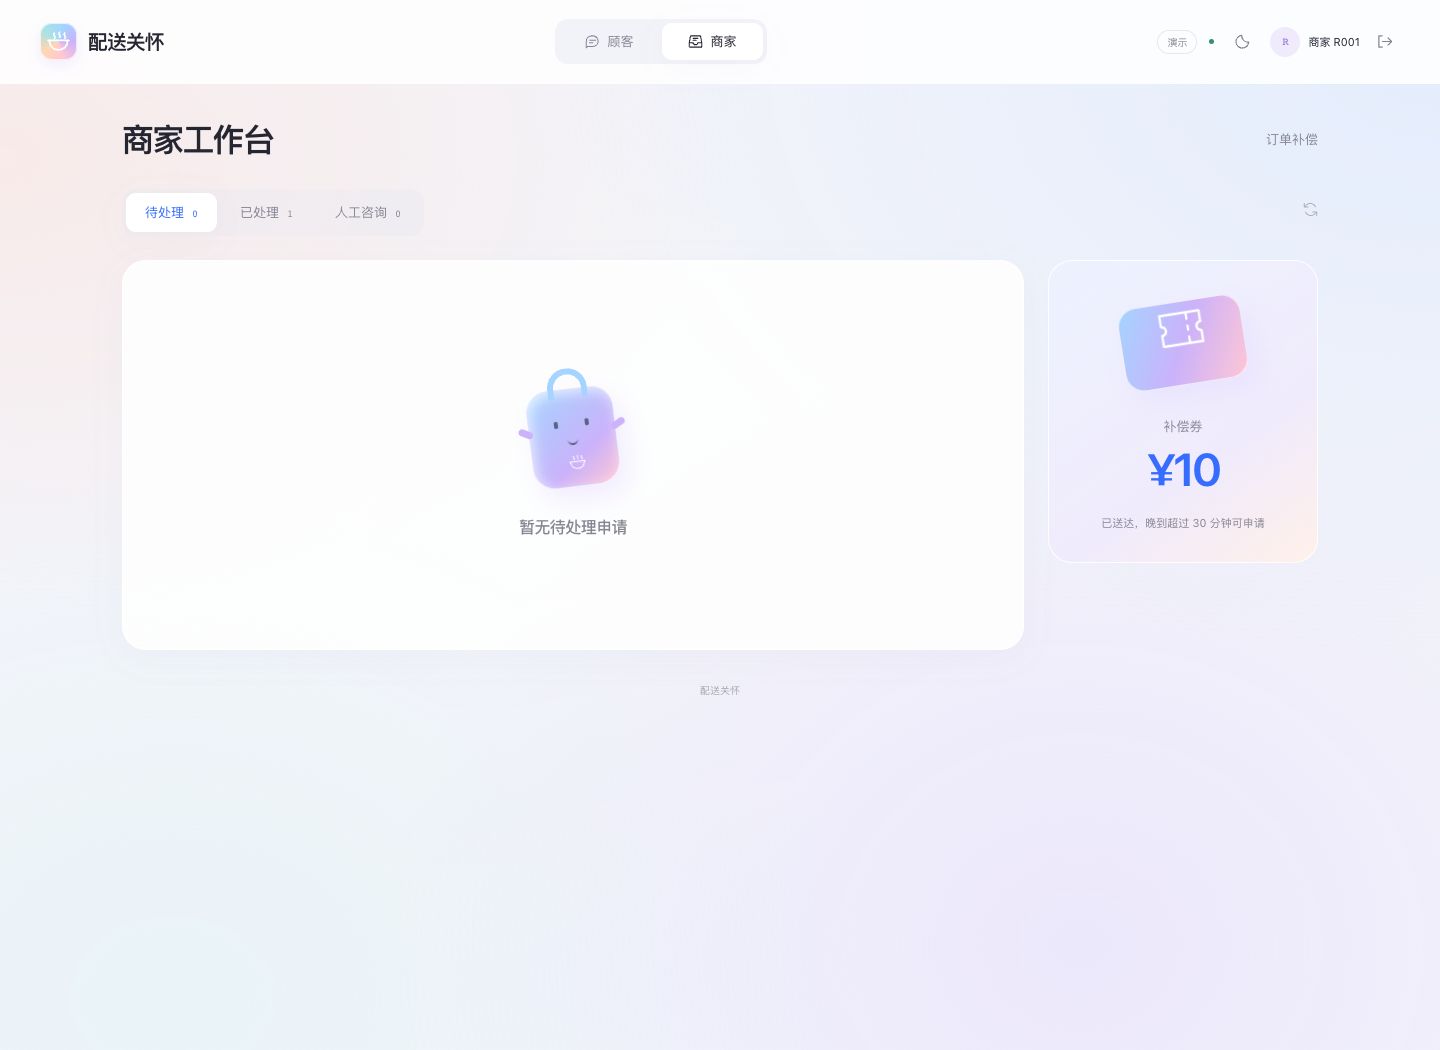 配送关怀
顾客
商家
演示
R
商家 R001
商家工作台
订单补偿
待处理 0
已处理 1
人工咨询 0
暂无待处理申请
补偿券
¥10
已送达，晚到超过 30 分钟可申请
配送关怀